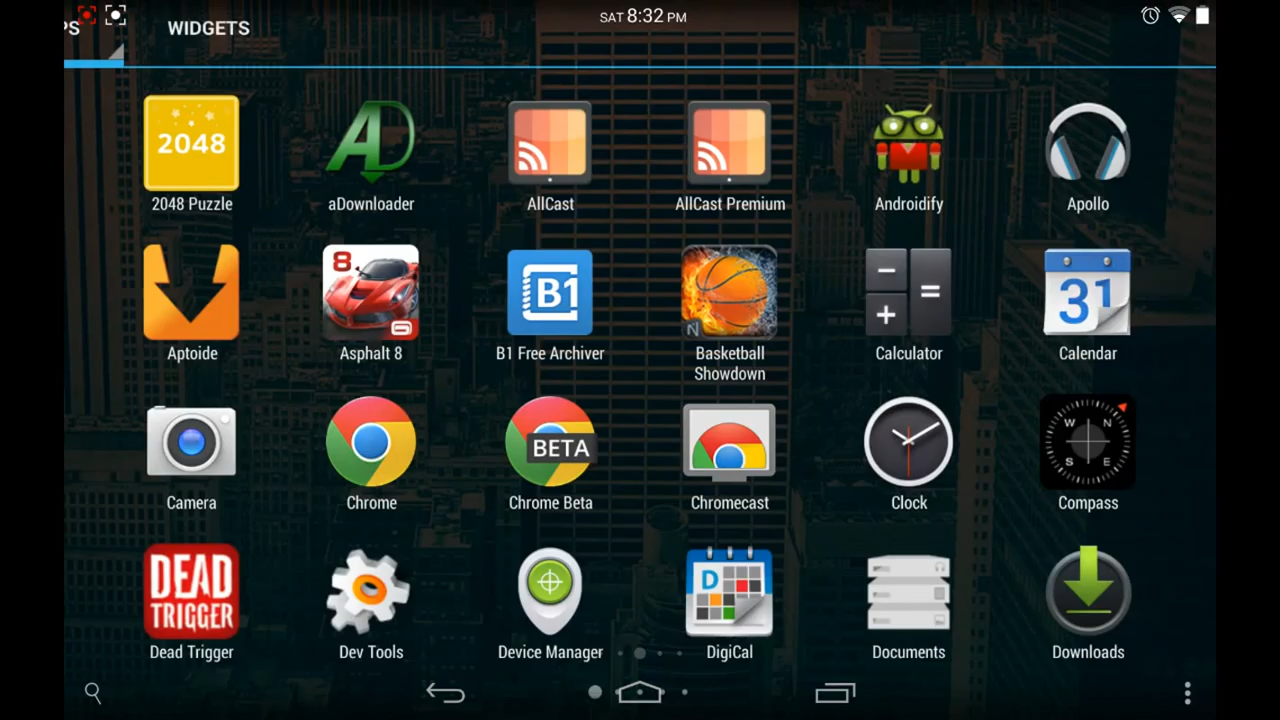 PS
WIDGETS
SAT 8:32 PM
2048
2048 Puzzle
aDownloader
AllCast
AllCast Premium
Androidify
Apollo
Aptoide
8
Asphalt 8
B1
B1 Free Archiver
N
Basketball
Showdown
Calculator
31
Calendar
Camera
Chrome
BETA
Chrome Beta
Chromecast
Clock
W N
S E
Compass
DEAD
TRIGGER
Dead Trigger
Dev Tools
Device Manager
D
DigiCal
Documents
Downloads